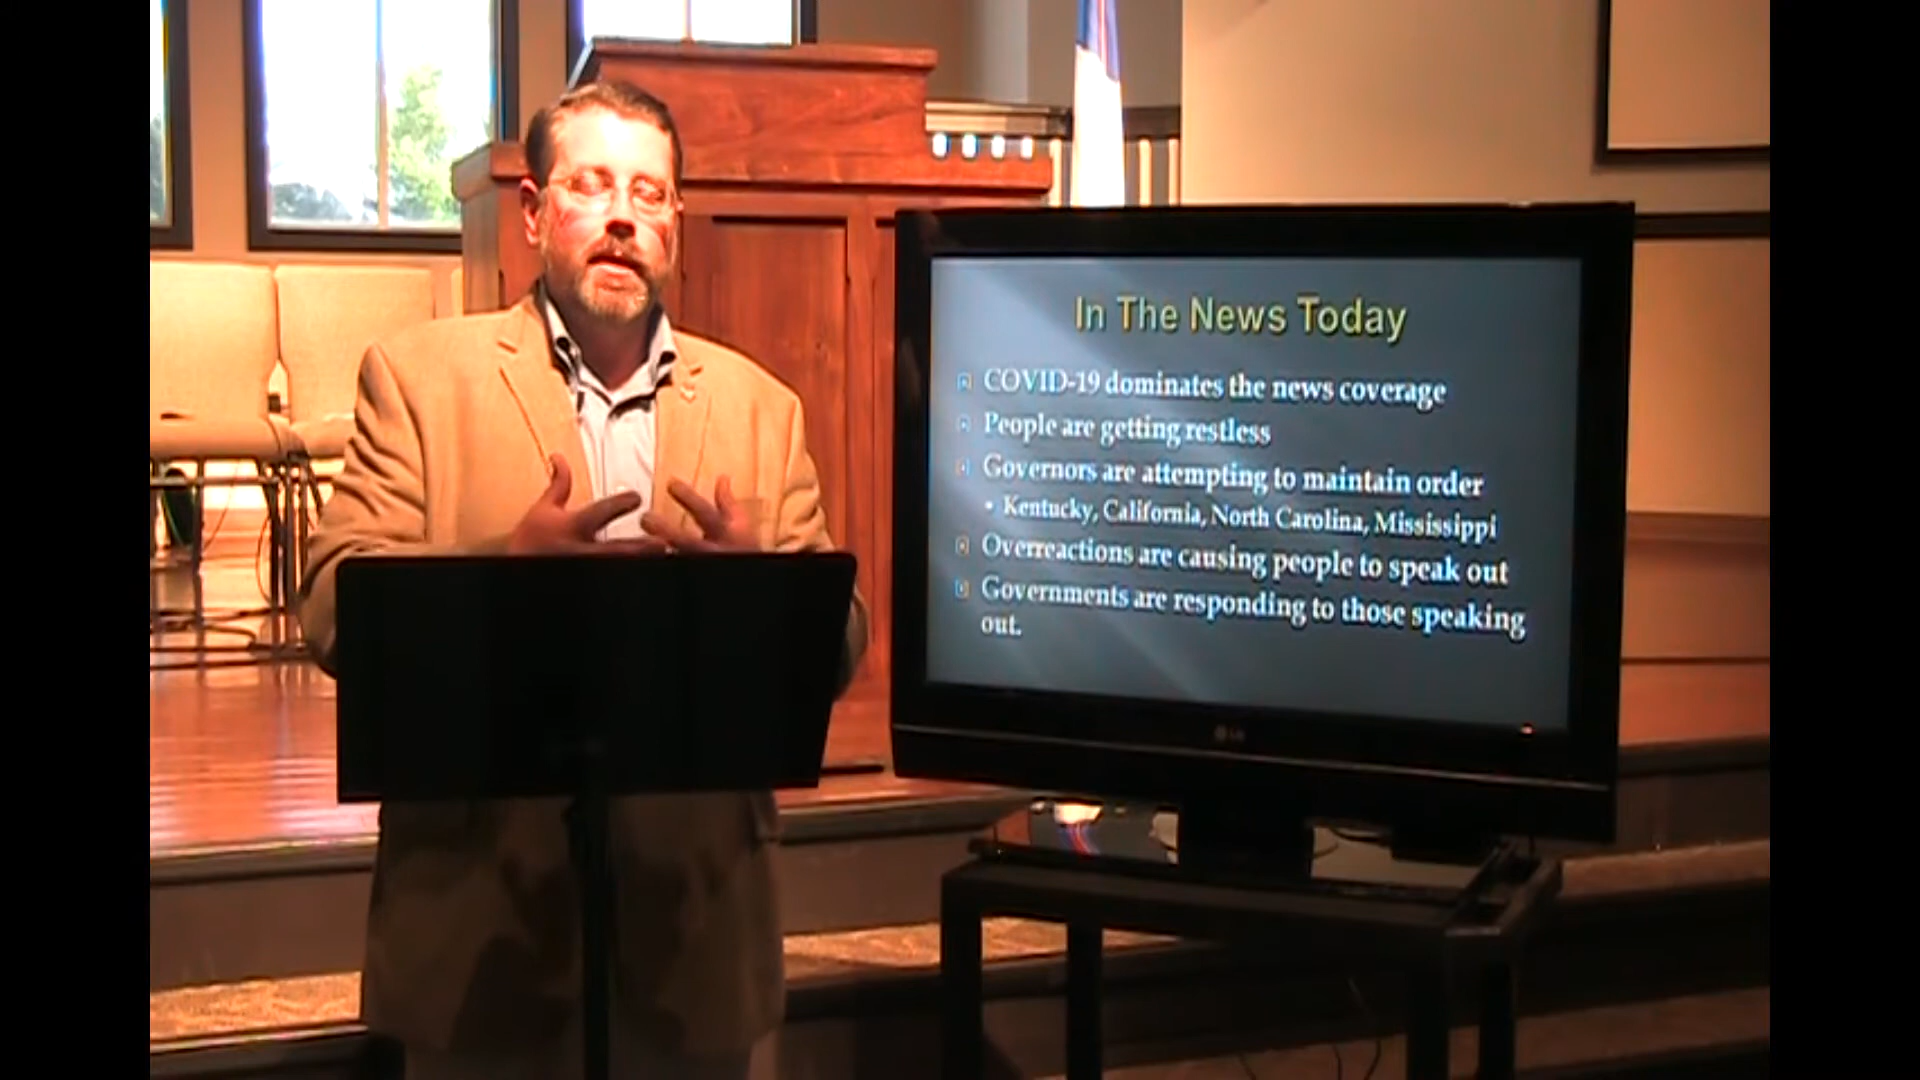 In The News Today
COVID-19 dominates the news coverage
People are getting restless
Governors are attempting to maintain order
• Kentucky, California, North Carolina, Mississippi
Overreactions are causing people to speak out
Governments are responding to those speaking
out.
LG